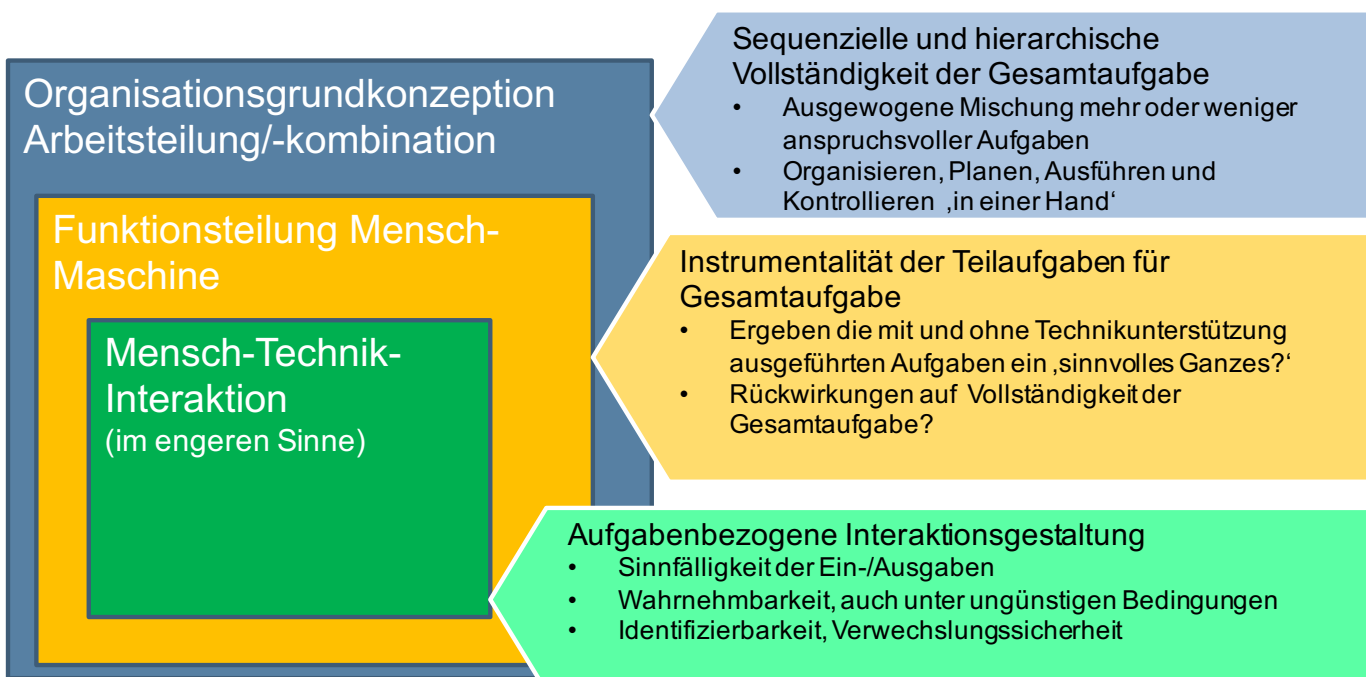 Organisationsgrundkonzeption
Arbeitsteilung/-kombination
Funktionsteilung Mensch-
Maschine
Mensch-Technik-
Interaktion
(im engeren Sinne)
Sequenzielle und hierarchische
Vollständigkeit der Gesamtaufgabe
• Ausgewogene Mischung mehr oder weniger
anspruchsvoller Aufgaben
• Organisieren, Planen, Ausführen und
Kontrollieren ‚in einer Hand‘
Instrumentalität der Teilaufgaben für
Gesamtaufgabe
• Ergeben die mit und ohne Technikunterstützung
ausgeführten Aufgaben ein ‚sinnvolles Ganzes?‘
• Rückwirkungen auf Vollständigkeit der
Gesamtaufgabe?
Aufgabenbezogene Interaktionsgestaltung
• Sinnfälligkeit der Ein-/Ausgaben
• Wahrnehmbarkeit, auch unter ungünstigen Bedingungen
• Identifizierbarkeit, Verwechslungssicherheit